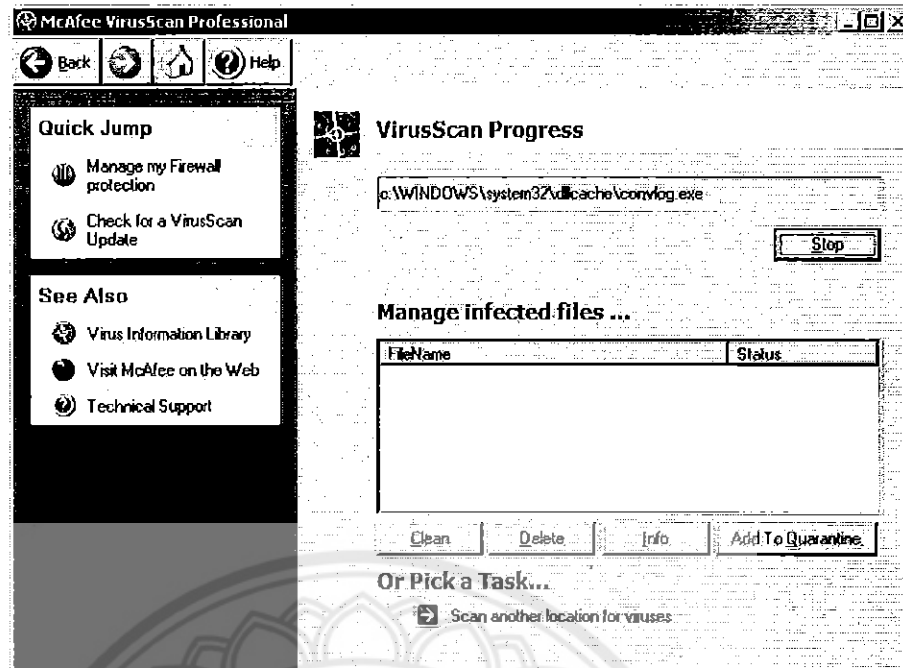 McAfee VirusScan Professional
Back
Help
Quick Jump
Manage my Firewall
protection
Check for a VirusScan
Update
See Also
Virus Information Library
Visit McAfee on the Web
Technical Support
VirusScan Progress
c:\WINDOWS\system32\dllcache\convlog.exe
Stop
Manage infected files ...
FileName Status
Clean Delete Info Add To Quarantine
Or Pick a Task...
Scan another location for viruses